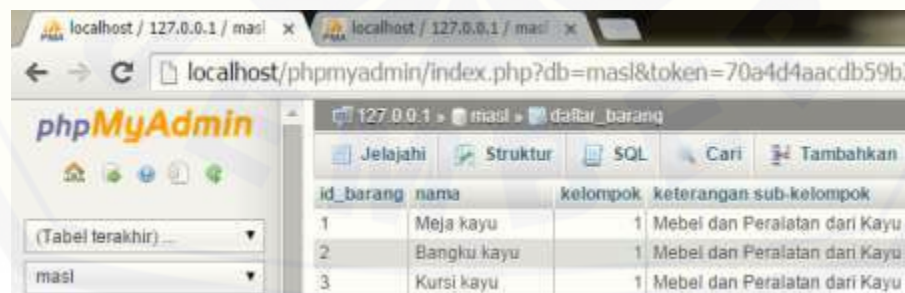 localhost / 127.0.0.1 / masl
localhost / 127.0.0.1 / masl
localhost/phpmyadmin/index.php?db=masl&token=70a4d4aacdb59b
phpMyAdmin
127.0.0.1 » masl » daftar_barang
Jelajahi Struktur SQL Cari Tambahkan
id_barang nama kelompok keterangan sub-kelompok
1 Meja kayu 1 Mebel dan Peralatan dari Kayu
2 Bangku kayu 1 Mebel dan Peralatan dari Kayu
3 Kursi kayu 1 Mebel dan Peralatan dari Kayu
(Tabel terakhir) ...
masl